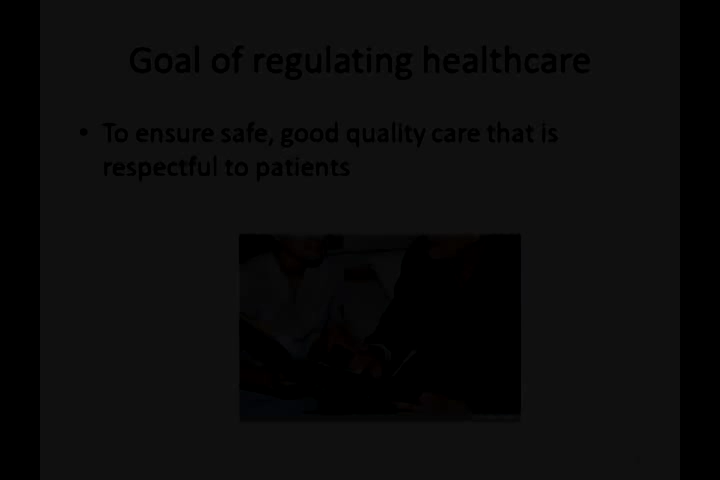 Goal of regulating healthcare
• To ensure safe, good quality care that is
respectful to patients